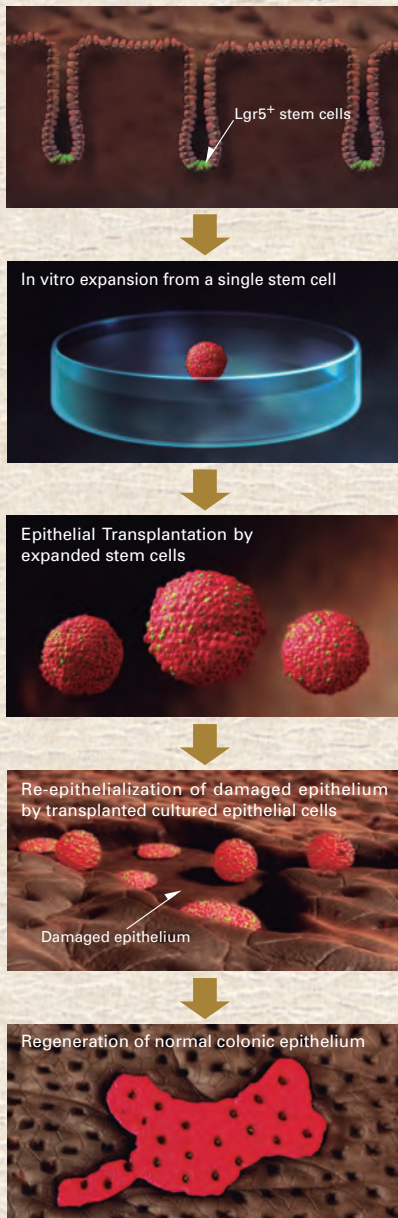 Lgr5+ stem cells
In vitro expansion from a single stem cell
Epithelial Transplantation by
expanded stem cells
Re-epithelialization of damaged epithelium
by transplanted cultured epithelial cells
Damaged epithelium
Regeneration of normal colonic epithelium